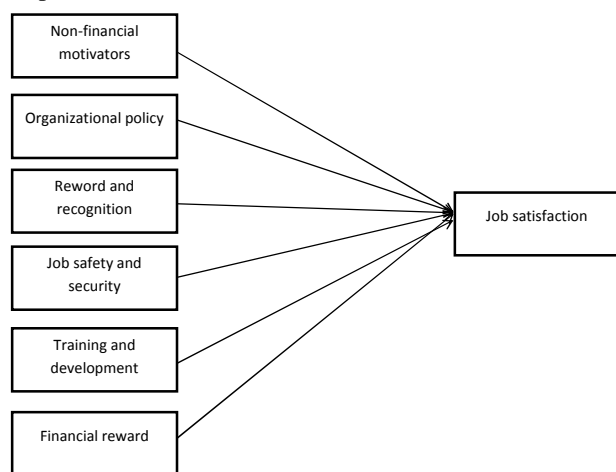 Non-financial
motivators
Organizational policy
Reword and
recognition
Job satisfaction
Job safety and
security
Training and
development
Financial reward